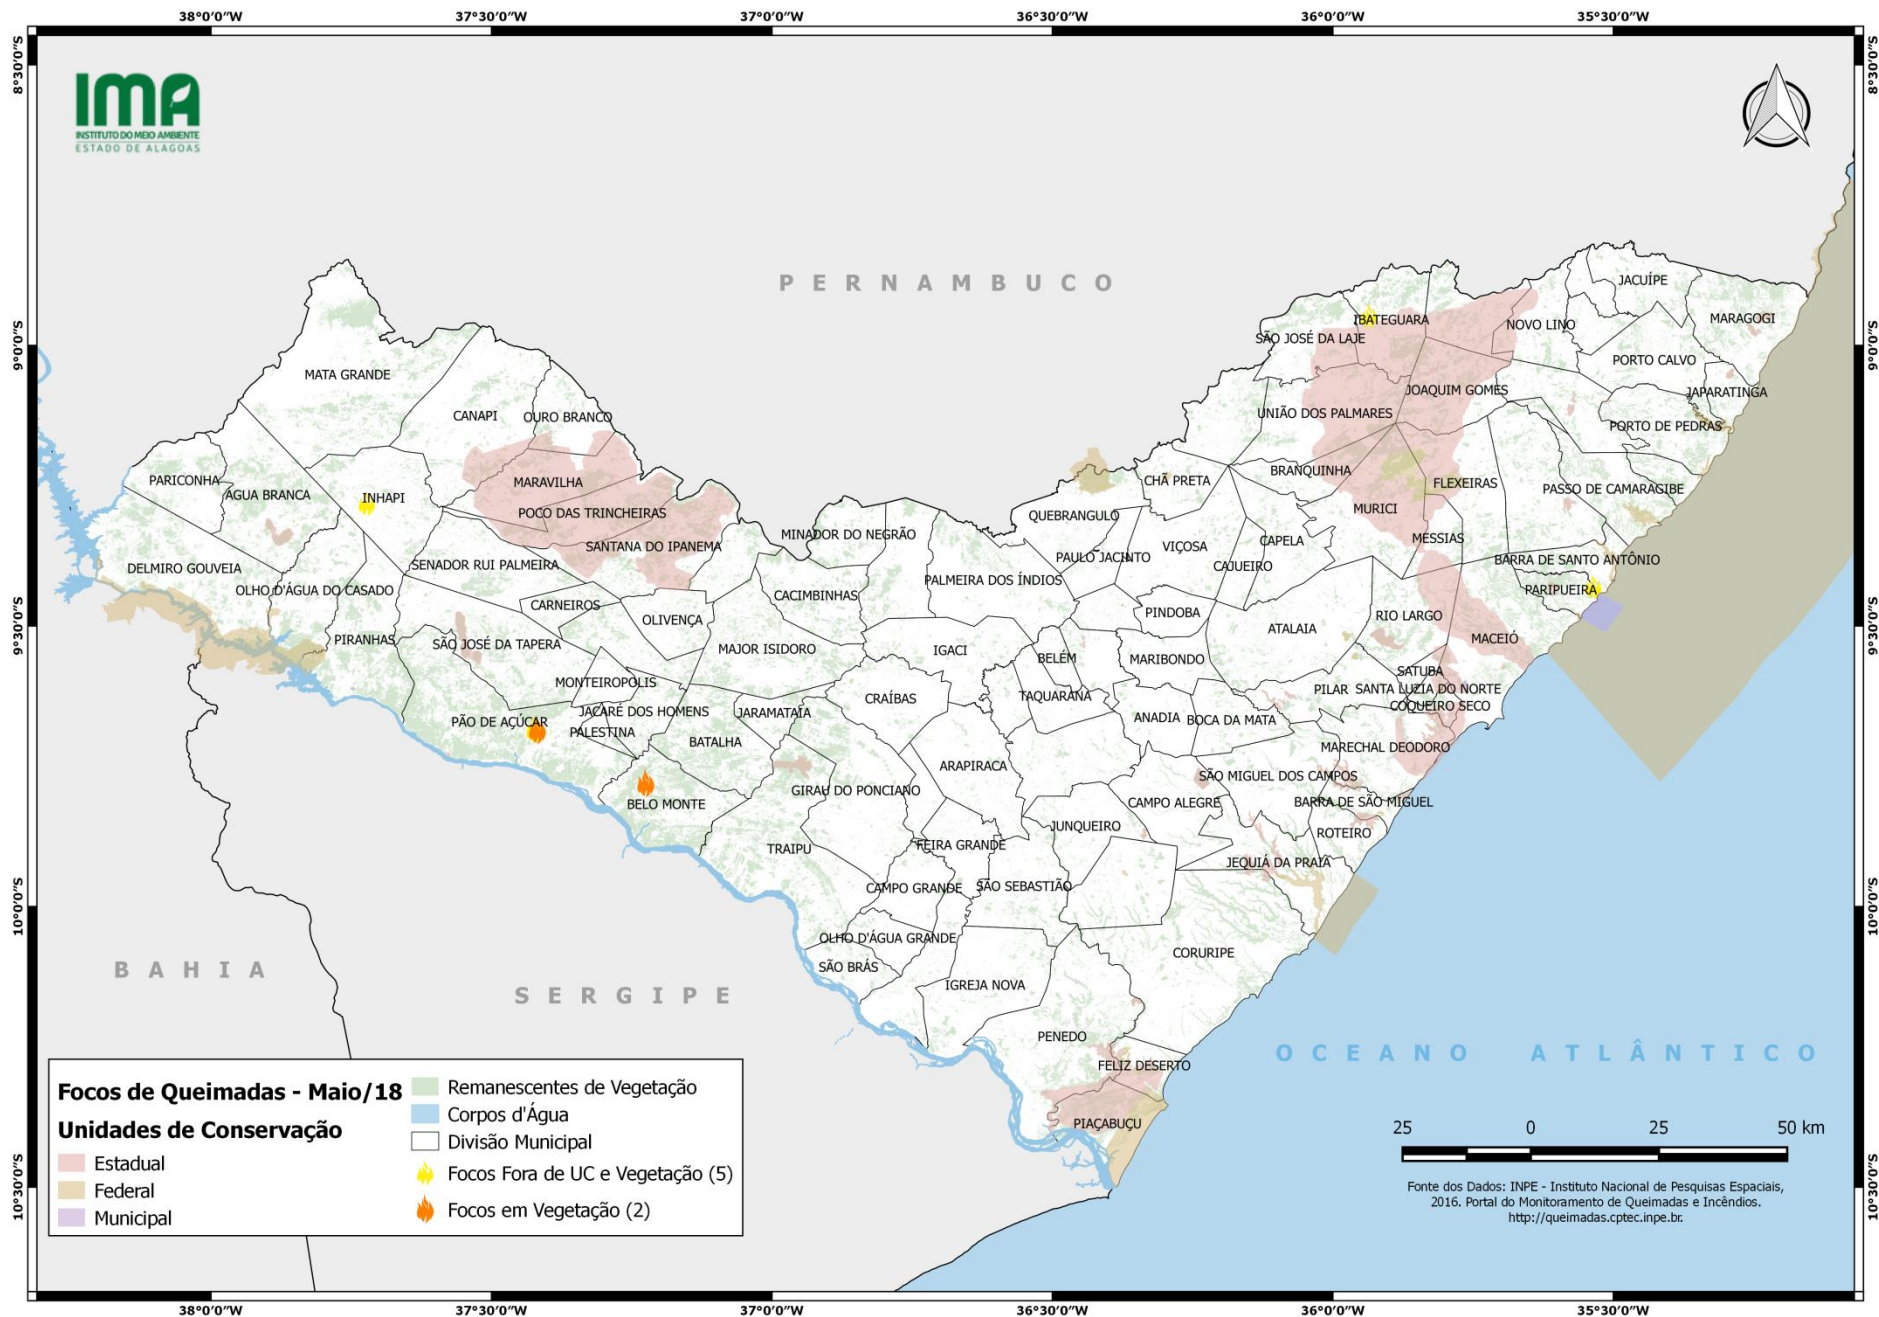 38°0'0"W 37°30'0"W 37°0'0"W 36°30'0"W 36°0'0"W 35°30'0"W
8°30'0"S 8°30'0"S
IMA
INSTITUTO DO MEIO AMBIENTE
ESTADO DE ALAGOAS
PERNAMBUCO
JACUÍPE
MARAGOGI
IBATEGUARA
NOVO LINO
SÃO JOSÉ DA LAJE
9°0'0"S 9°0'0"S
PORTO CALVO
MATA GRANDE
JOAQUIM GOMES
JAPARATINGA
CANAPI
OURO BRANCO
UNIÃO DOS PALMARES
PORTO DE PEDRAS
BRANQUINHA
PARICONHA
MARAVILHA
CHÃ PRETA
FLEXEIRAS
PASSO DE CAMARAGIBE
ÁGUA BRANCA
INHAPI
MURICI
POÇO DAS TRINCHEIRAS
QUEBRANGULO
MINADOR DO NEGRÃO
MESSIAS
CAPELA
SANTANA DO IPANEMA
VIÇOSA
PAULO JACINTO
BARRA DE SANTO ANTÔNIO
DELMIRO GOUVEIA
SENADOR RUI PALMEIRA
CAJUEIRO
PALMEIRA DOS ÍNDIOS
OLHO D'ÁGUA DO CASADO
PARIPUEIRA
CACIMBINHAS
CARNEIROS
PINDOBA
RIO LARGO
OLIVENÇA
9°30'0"S 9°30'0"S
ATALAIA
PIRANHAS
SÃO JOSÉ DA TAPERA
MACEIÓ
MAJOR ISIDORO
IGACI
BELÉM
MARIBONDO
SATUBA
MONTEIROPOLIS
PILAR
SANTA LUZIA DO NORTE
CRAÍBAS
TAQUARANA
COQUEIRO SECO
JACARÉ DOS HOMENS
JARAMATAIA
ANADIA
BOCA DA MATA
PÃO DE AÇÚCAR
PALESTINA
BATALHA
MARECHAL DEODORO
ARAPIRACA
SÃO MIGUEL DOS CAMPOS
GIRAU DO PONCIANO
BELO MONTE
CAMPO ALEGRE
BARRA DE SÃO MIGUEL
JUNQUEIRO
ROTEIRO
FEIRA GRANDE
TRAIPU
JEQUIÁ DA PRAIA
CAMPO GRANDE
SÃO SEBASTIÃO
10°0'0"S 10°0'0"S
OLHO D'ÁGUA GRANDE
CORURIPE
SÃO BRÁS
BAHIA
IGREJA NOVA
SERGIPE
PENEDO
OCEANO ATLÂNTICO
FELIZ DESERTO
PIAÇABUÇU
Focos de Queimadas - Maio/18
Unidades de Conservação
Estadual
Federal
Municipal
Remanescentes de Vegetação
Corpos d'Água
Divisão Municipal
Focos Fora de UC e Vegetação (5)
Focos em Vegetação (2)
25 0 25 50 km
10°30'0"S 10°30'0"S
Fonte dos Dados: INPE - Instituto Nacional de Pesquisas Espaciais,
2016. Portal do Monitoramento de Queimadas e Incêndios.
http://queimadas.cptec.inpe.br.
38°0'0"W 37°30'0"W 37°0'0"W 36°30'0"W 36°0'0"W 35°30'0"W